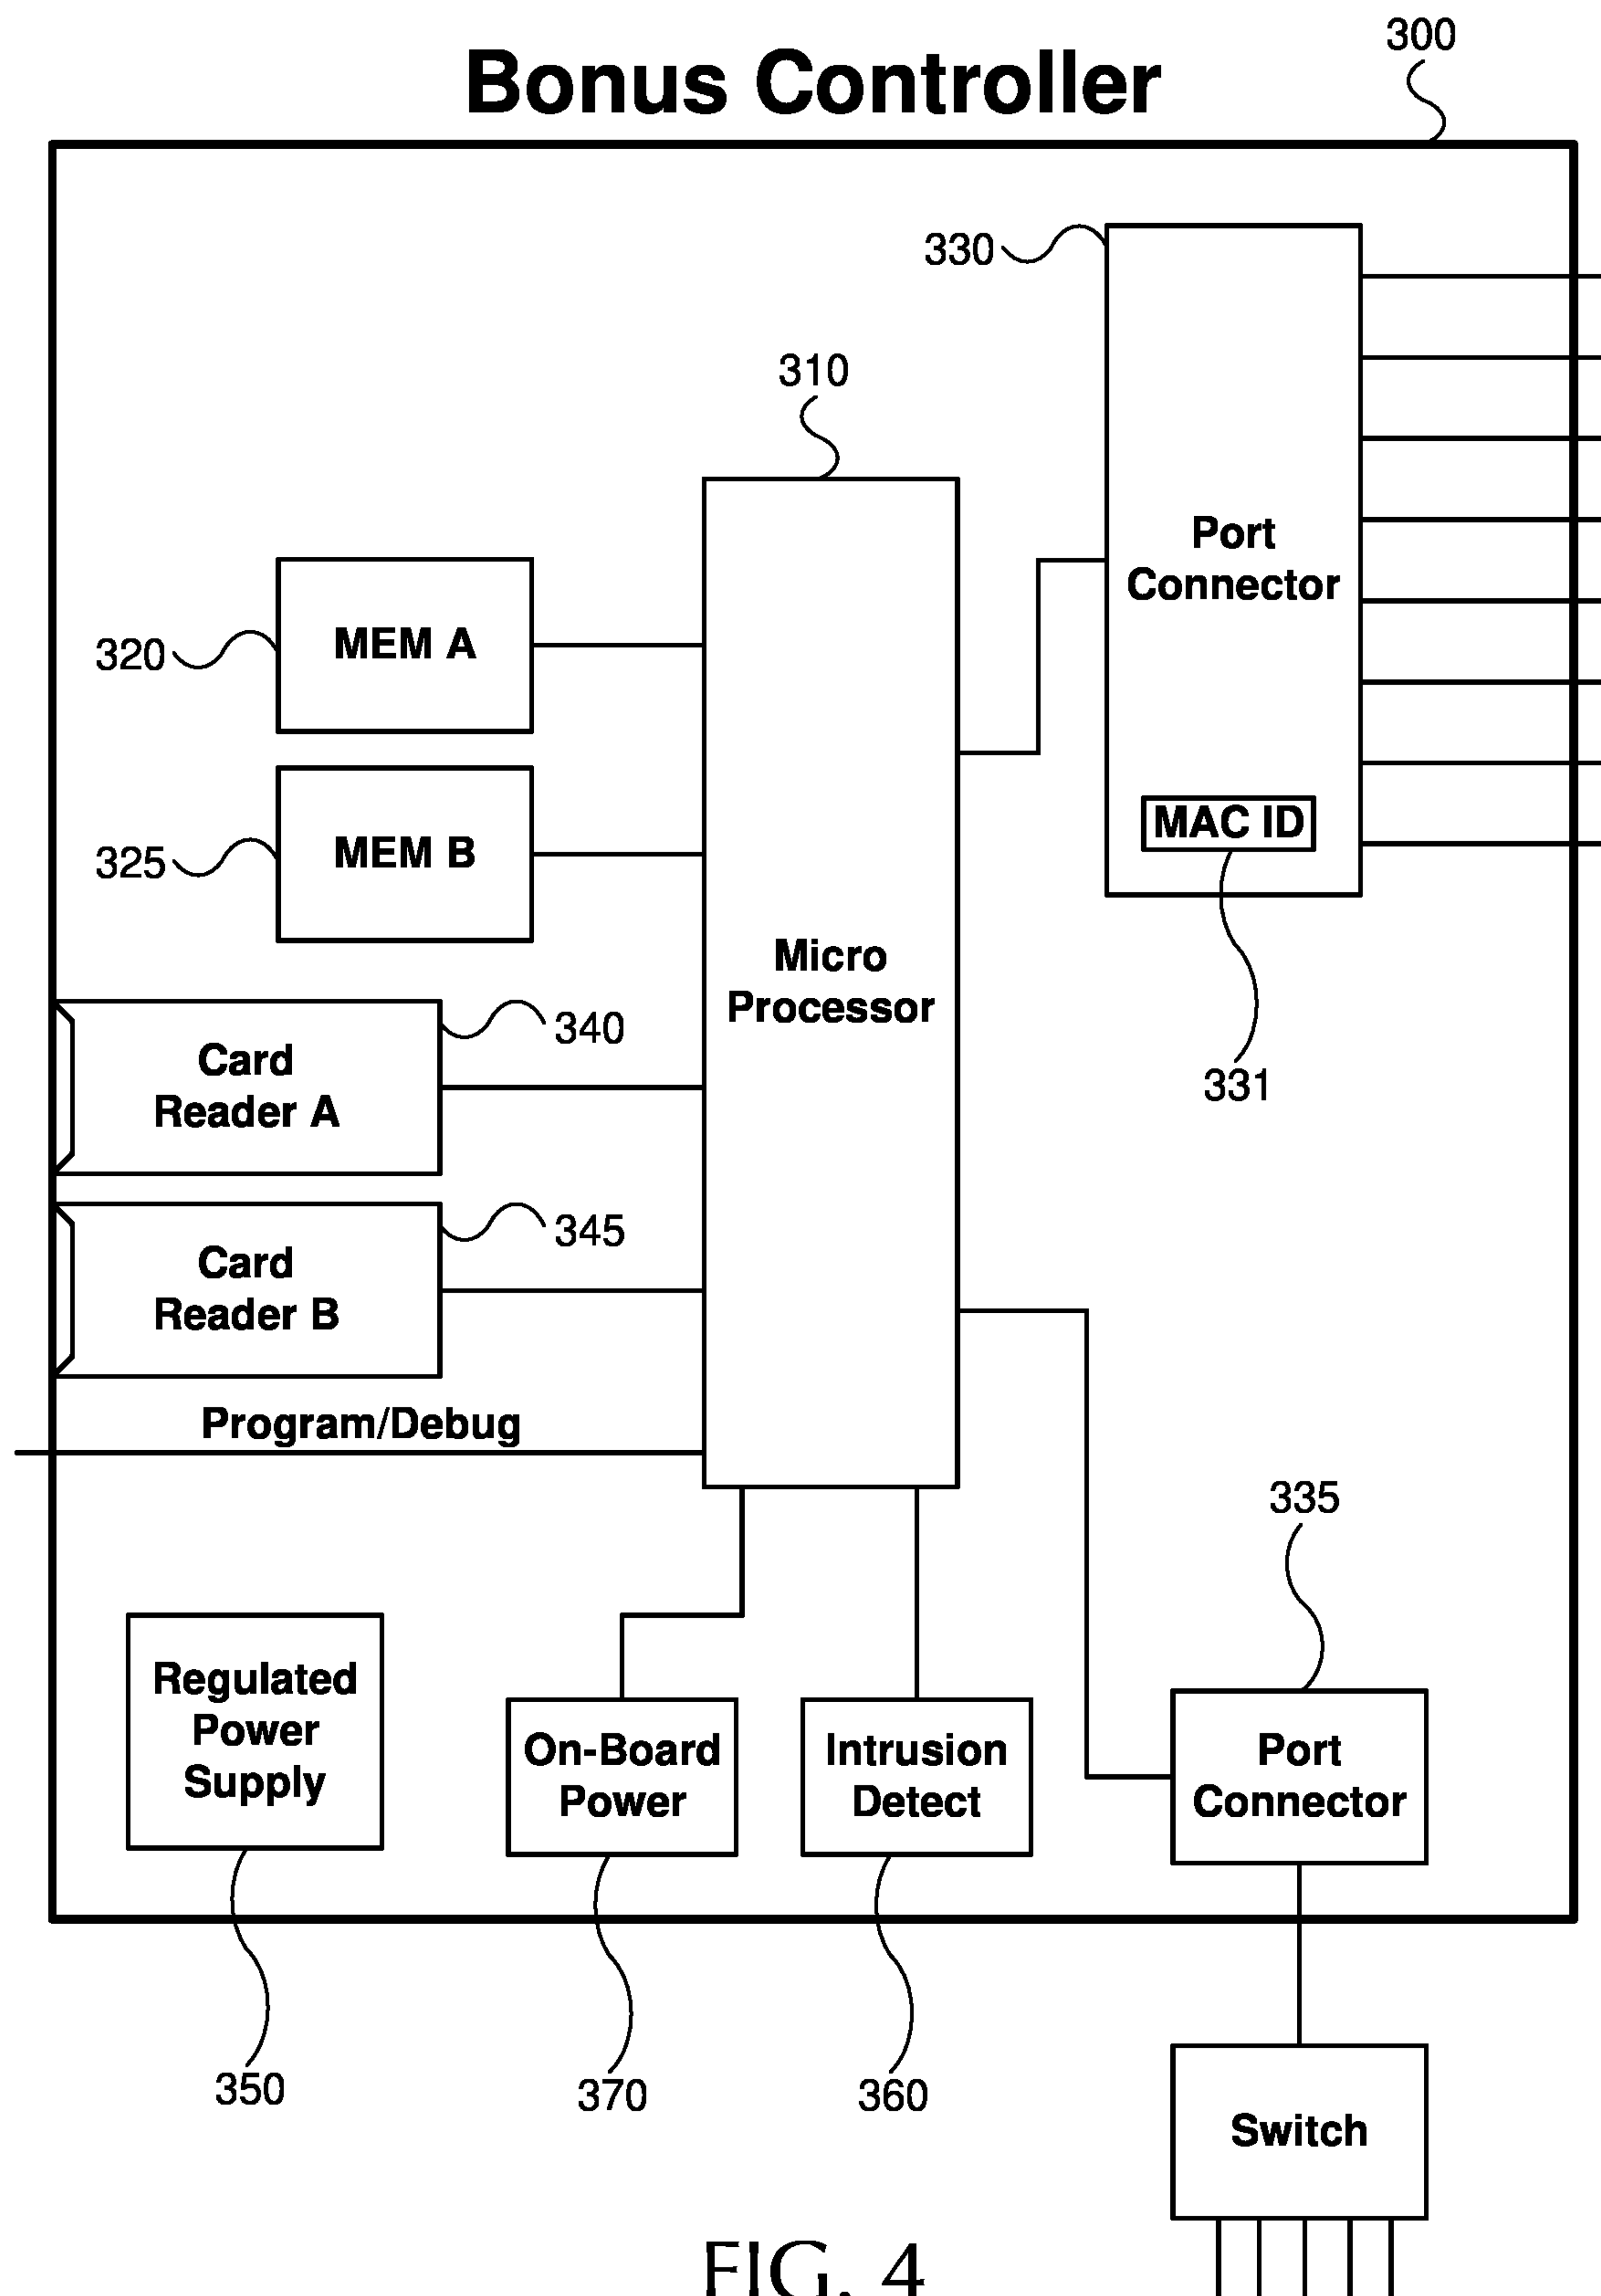 300
Bonus Controller
330
310
Port
Connector
320
MEM A
MAC ID
325
MEM B
Micro
Processor
340
Card
Reader A
331
345
Card
Reader B
Program/Debug
335
Regulated
Power
Supply
On-Board
Power
Intrusion
Detect
Port
Connector
350
370
360
Switch
FIG. 4